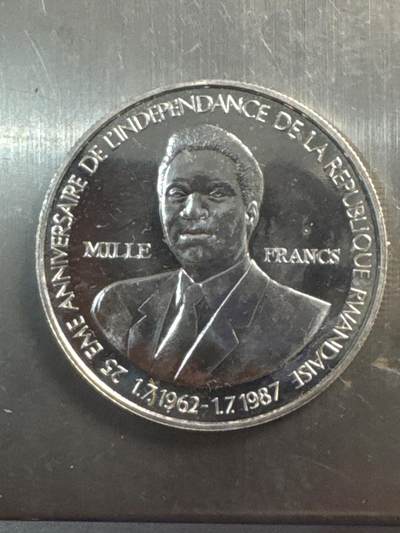 25 EME ANNIVERSAIRE DE L'INDEPENDANCE DE LA REPUBLIQUE RWANDAISE
MILLE FRANCS
1.7.1962-1.7.1987